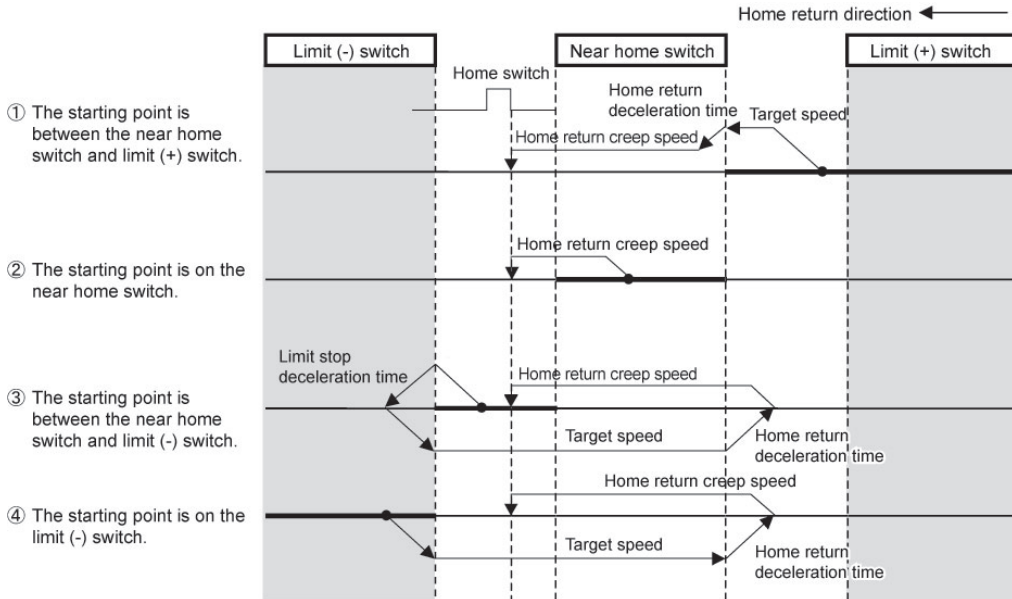 Home return direction
Limit (-) switch
Near home switch
Limit (+) switch
Home switch
① The starting point is
between the near home
switch and limit (+) switch.
Home return
deceleration time
Target speed
Home return creep speed
② The starting point is on the
near home switch.
Home return creep speed
Limit stop
deceleration time
③ The starting point is
between the near home
switch and limit (-) switch.
Home return creep speed
Target speed
Home return
deceleration time
④ The starting point is on the
limit (-) switch.
Home return creep speed
Target speed
Home return
deceleration time